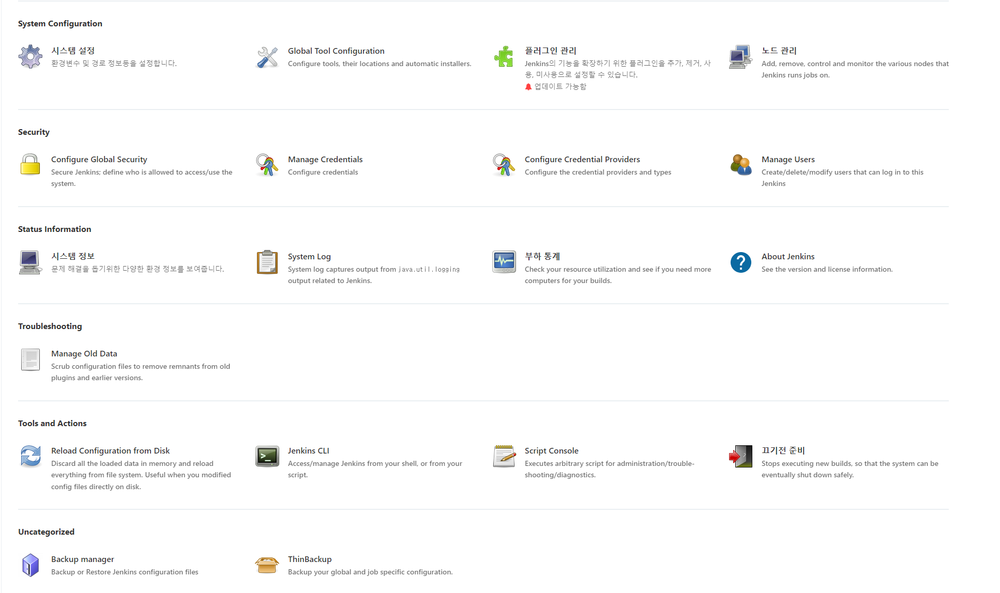 System Configuration
시스템 설정
환경변수 및 경로 정보등을 설정합니다.
Global Tool Configuration
Configure tools, their locations and automatic installers.
플러그인 관리
Jenkins의 기능을 확장하기 위한 플러그인을 추가, 제거, 사
용, 미사용으로 설정할 수 있습니다.
업데이트 가능함
노드 관리
Add, remove, control and monitor the various nodes that
Jenkins runs jobs on.
Security
Configure Global Security
Secure Jenkins; define who is allowed to access/use the
system.
Manage Credentials
Configure credentials
Configure Credential Providers
Configure the credential providers and types
Manage Users
Create/delete/modify users that can log in to this
Jenkins
Status Information
시스템 정보
문제 해결을 돕기위한 다양한 환경 정보를 보여줍니다.
System Log
System log captures output from java.util.logging
output related to Jenkins.
부하 통계
Check your resource utilization and see if you need more
computers for your builds.
About Jenkins
See the version and license information.
Troubleshooting
Manage Old Data
Scrub configuration files to remove remnants from old
plugins and earlier versions.
Tools and Actions
Reload Configuration from Disk
Discard all the loaded data in memory and reload
everything from file system. Useful when you modified
config files directly on disk.
Jenkins CLI
Access/manage Jenkins from your shell, or from your
script.
Script Console
Executes arbitrary script for administration/trouble-
shooting/diagnostics.
끄기전 준비
Stops executing new builds, so that the system can be
eventually shut down safely.
Uncategorized
Backup manager
Backup or Restore Jenkins configuration files
ThinBackup
Backup your global and job specific configuration.